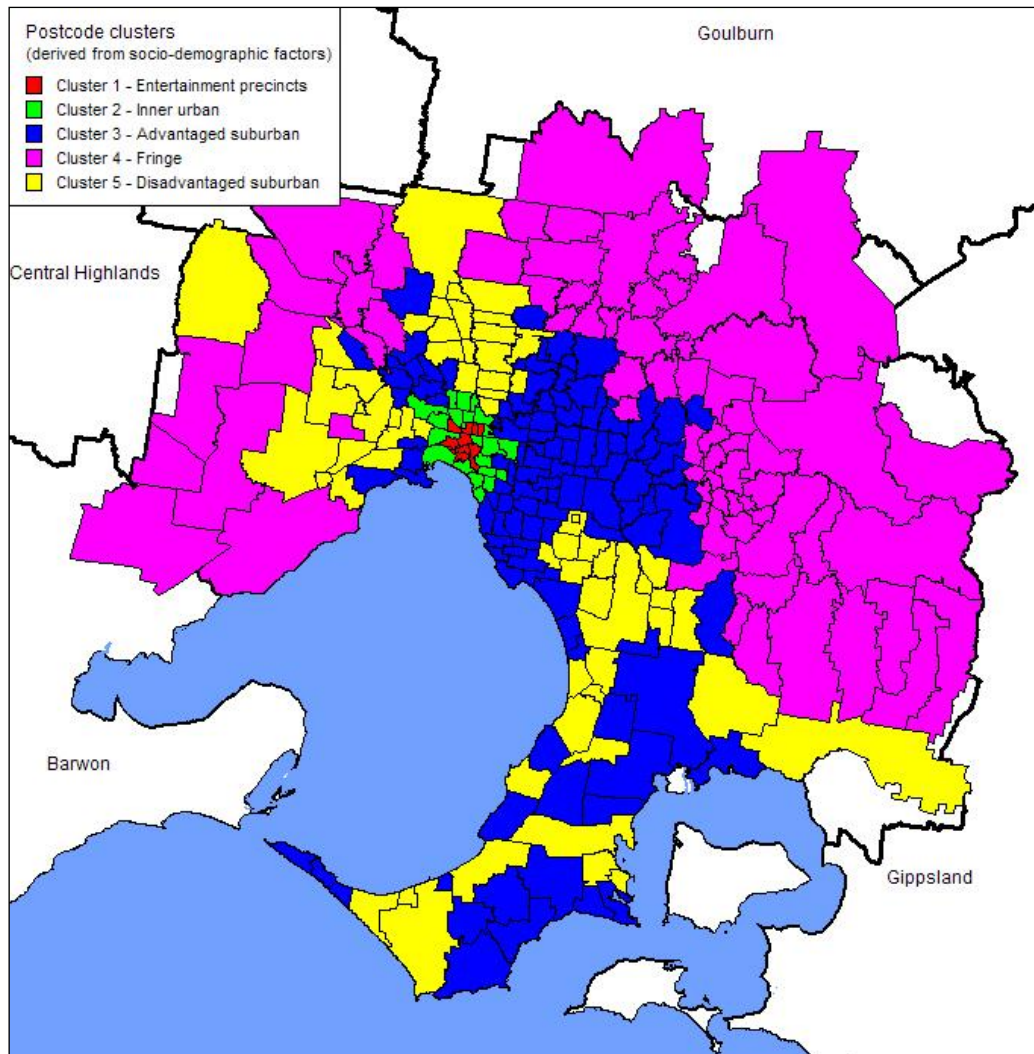 Postcode clusters
(derived from socio-demographic factors)
Cluster 1 - Entertainment precincts
Cluster 2 - Inner urban
Cluster 3 - Advantaged suburban
Cluster 4 - Fringe
Cluster 5 - Disadvantaged suburban
Goulburn
Central Highlands
Barwon
Gippsland